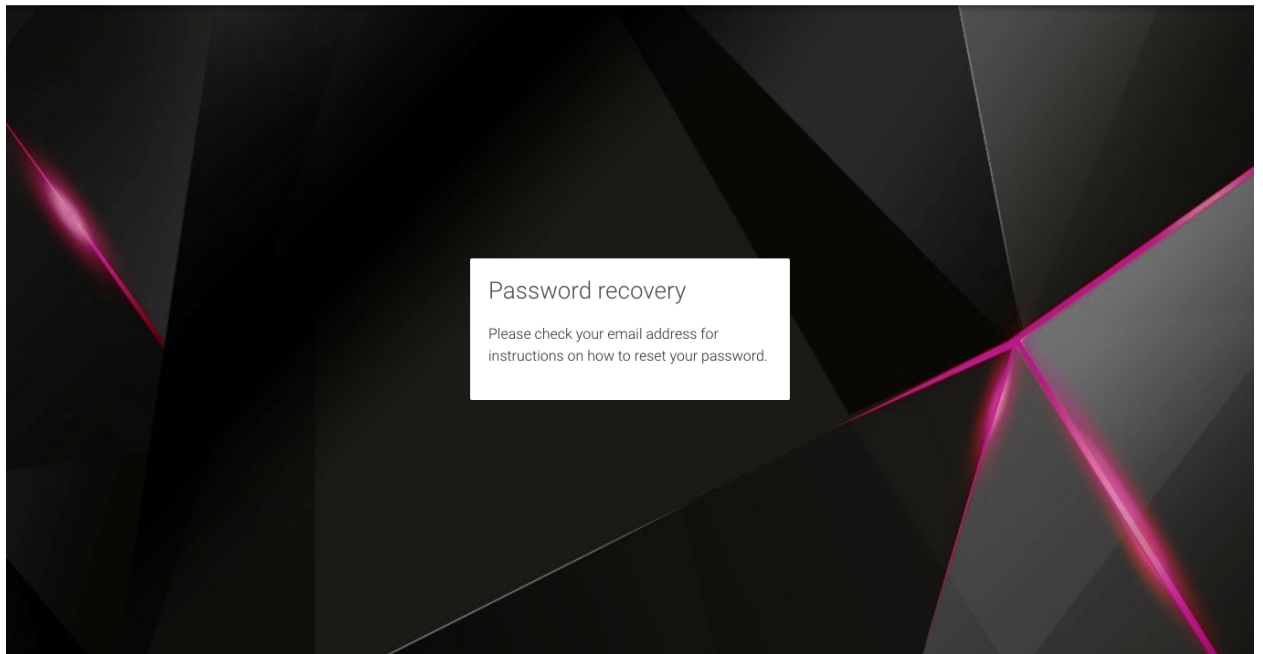 Password recovery
Please check your email address for
instructions on how to reset your password.